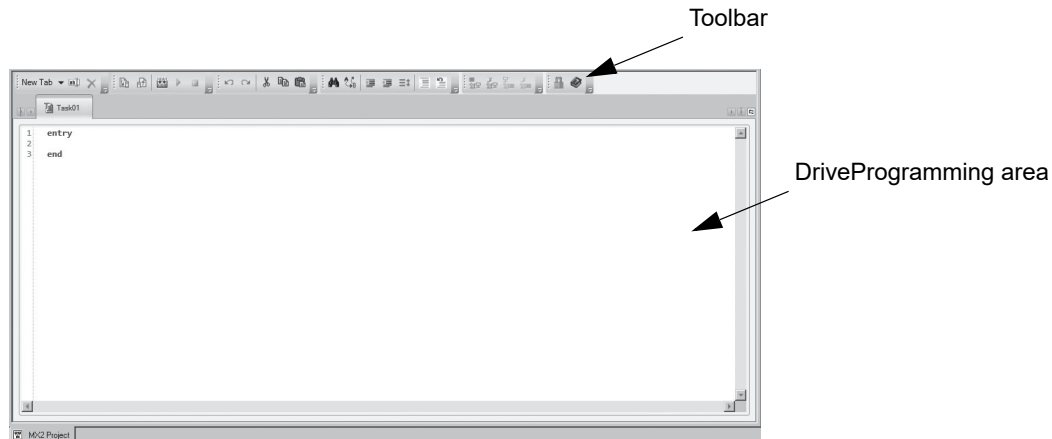 Toolbar
New Tab
Task01
1 entry
2
3 end
DriveProgramming area
MX2 Project